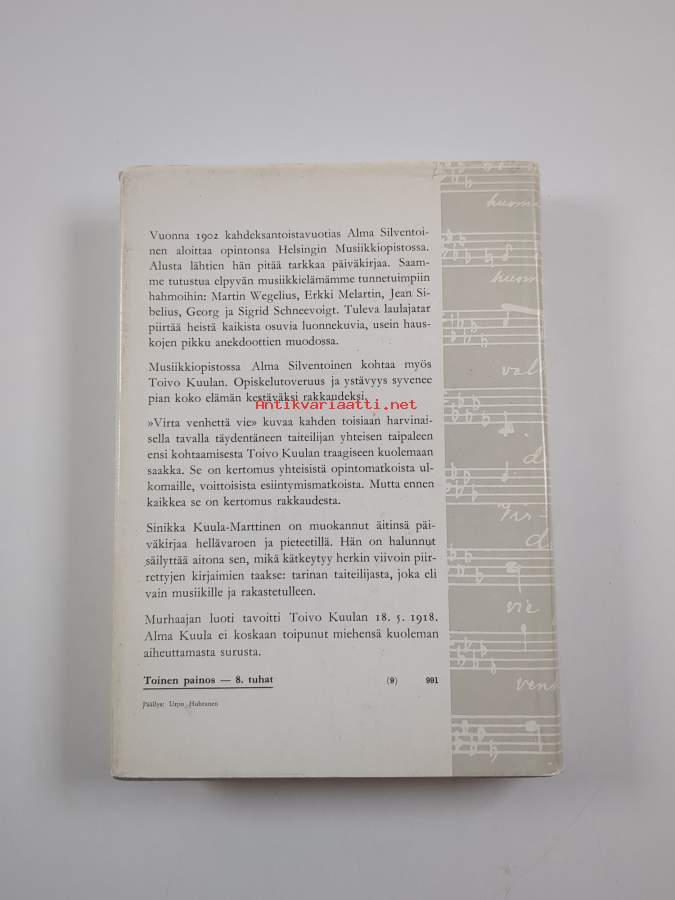 Vuonna 1902 kahdeksantoistavuotias Alma Silventoi-
nen aloittaa opintonsa Helsingin Musiikkiopistossa.
Alusta lähtien hän pitää tarkkaa päiväkirjaa. Saam-
me tutustua elpyvän musiikkielämämme tunnetuimpiin
hahmoihin: Martin Wegelius, Erkki Melartin, Jean Si-
belius, Georg ja Sigrid Schneevoigt. Tuleva laulajatar
piirtää heistä kaikista osuvia luonnekuvia, usein haus-
kojen pikku anekdoottien muodossa.
Musiikkiopistossa Alma Silventoinen kohtaa myös
Toivo Kuulan. Opiskelutoveruus ja ystävyys syvenee
pian koko elämän kestäväksi rakkaudeksi.
Antikvariaatti.net
»Virta venhettä vie» kuvaa kahden toisiaan harvinai-
sella tavalla täydentäneen taiteilijan yhteisen taipaleen
ensi kohtaamisesta Toivo Kuulan traagiseen kuolemaan
saakka. Se on kertomus yhteisistä opintomatkoista ul-
komaille, voittoisista esiintymismatkoista. Mutta ennen
kaikkea se on kertomus rakkaudesta.
Sinikka Kuula-Marttinen on muokannut äitinsä päi-
väkirjaa hellävaroen ja pieteetillä. Hän on halunnut
säilyttää aitona sen, mikä kätkeytyy herkin viivoin piir-
rettyjen kirjaimien taakse: tarinan taiteilijasta, joka eli
vain musiikille ja rakastetulleen.
Murhaajan luoti tavoitti Toivo Kuulan 18. 5. 1918.
Alma Kuula ei koskaan toipunut miehensä kuoleman
aiheuttamasta surusta.
Toinen painos — 8. tuhat (9) 991
Päällys: Urpo Huhtanen
huom
huom
val
d
Tis-
d
vie
ven